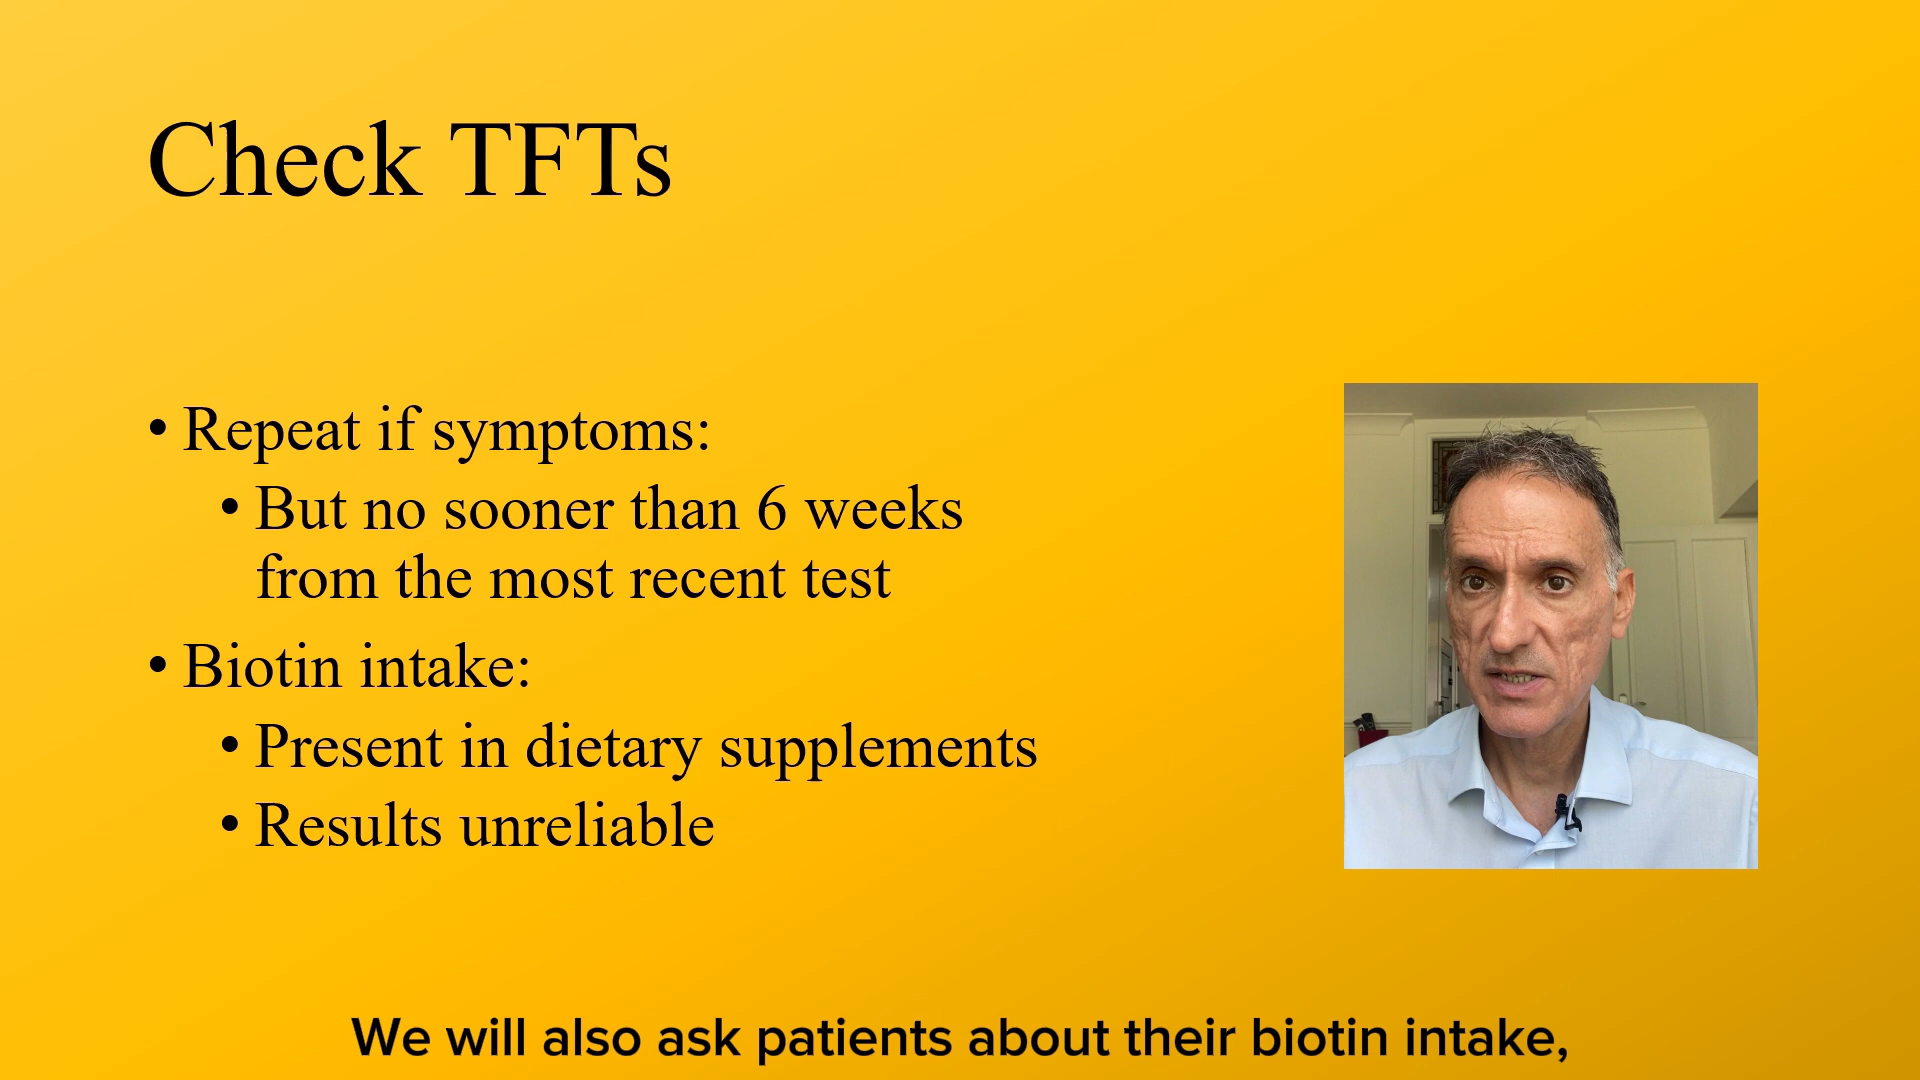 Check TFTs
• Repeat if symptoms:
• But no sooner than 6 weeks
from the most recent test
• Biotin intake:
• Present in dietary supplements
• Results unreliable
We will also ask patients about their biotin intake,